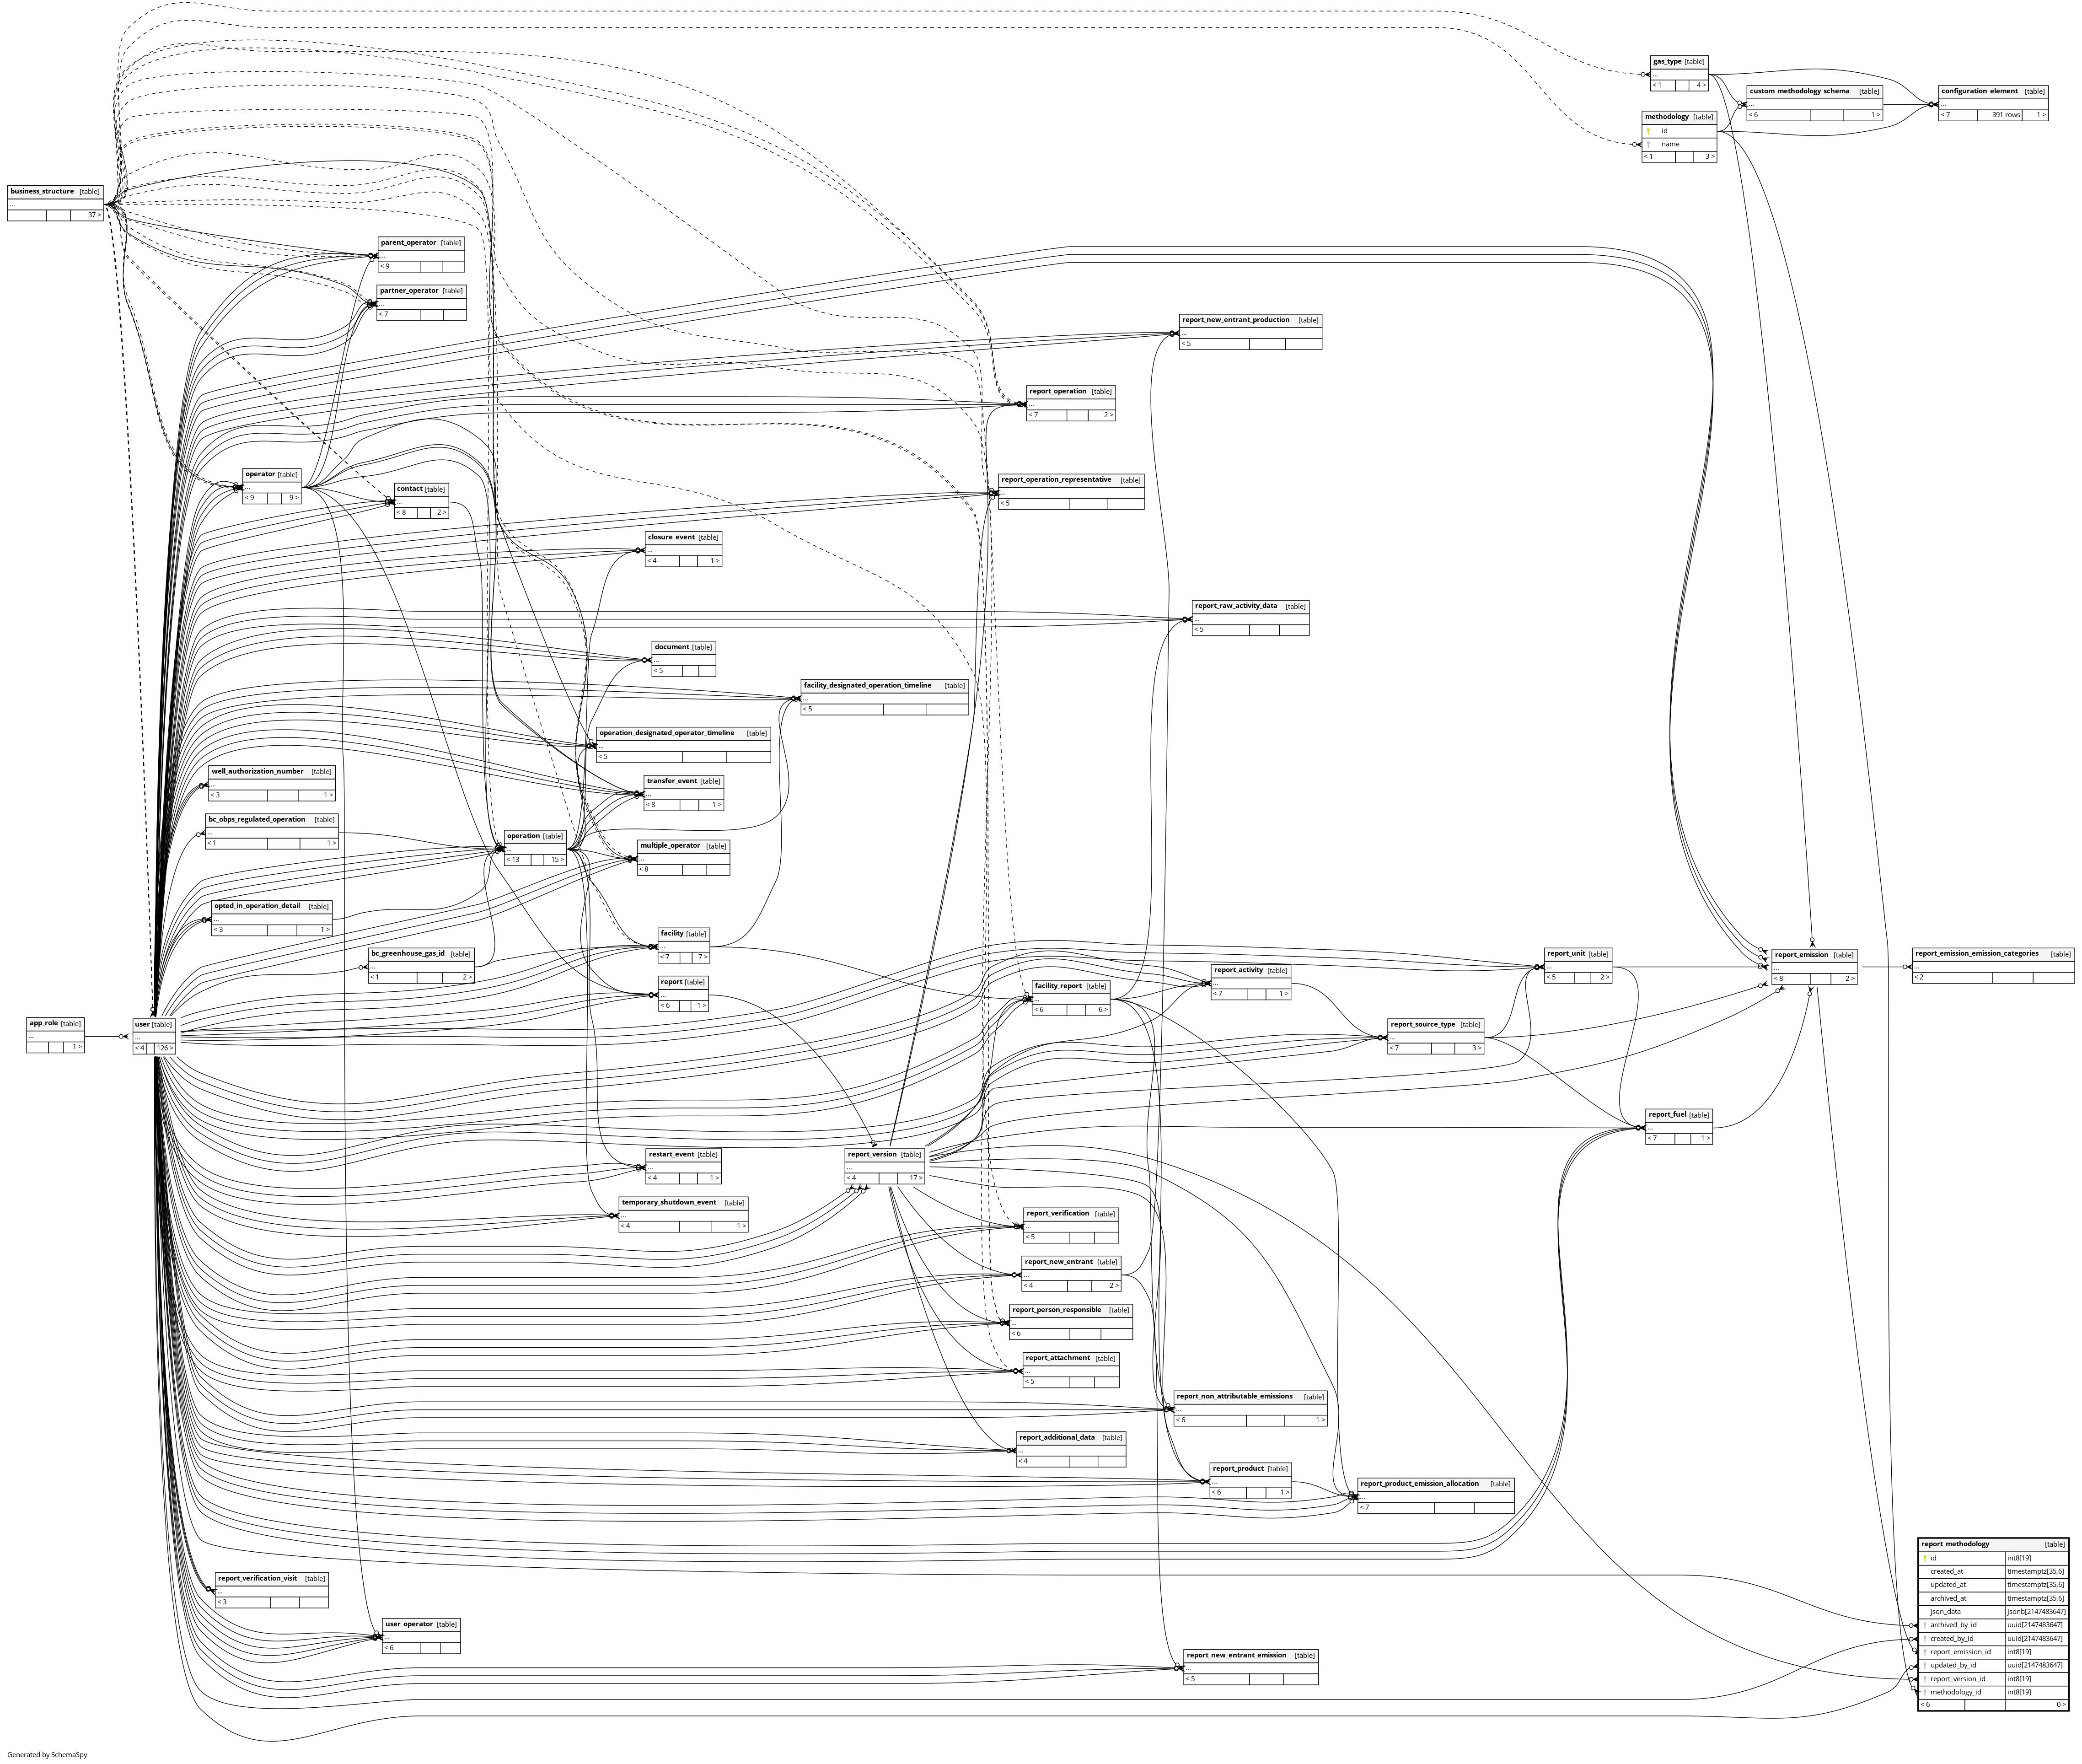 gas_type [table]
...
< 1 4 >
custom_methodology_schema [table]
...
< 6 1 >
configuration_element [table]
...
< 7 391 rows 1 >
methodology [table]
id
name
< 1 3 >
business_structure [table]
...
37 >
parent_operator [table]
...
< 9
partner_operator [table]
...
< 7
report_new_entrant_production [table]
...
< 5
report_operation [table]
...
< 7 2 >
operator [table]
...
< 9 9 >
contact [table]
...
< 8 2 >
report_operation_representative [table]
...
< 5
closure_event [table]
...
< 4 1 >
report_raw_activity_data [table]
...
< 5
document [table]
...
< 5
facility_designated_operation_timeline [table]
...
< 5
operation_designated_operator_timeline [table]
...
< 5
well_authorization_number [table]
...
< 3 1 >
transfer_event [table]
...
< 8 1 >
bc_obps_regulated_operation [table]
...
< 1 1 >
operation [table]
...
< 13 15 >
multiple_operator [table]
...
< 8
opted_in_operation_detail [table]
...
< 3 1 >
facility [table]
...
< 7 7 >
bc_greenhouse_gas_id [table]
...
< 1 2 >
report_unit [table]
...
< 5 2 >
report_emission [table]
...
< 8 2 >
report_emission_emission_categories [table]
...
< 2
report [table]
...
< 6 1 >
facility_report [table]
...
< 6 6 >
report_activity [table]
...
< 7 1 >
app_role [table]
...
1 >
user [table]
...
< 4 126 >
report_source_type [table]
...
< 7 3 >
report_fuel [table]
...
< 7 1 >
restart_event [table]
...
< 4 1 >
report_version [table]
...
< 4 17 >
temporary_shutdown_event [table]
...
< 4 1 >
report_verification [table]
...
< 5
report_new_entrant [table]
...
< 4 2 >
report_person_responsible [table]
...
< 6
report_attachment [table]
...
< 5
report_non_attributable_emissions [table]
...
< 6 1 >
report_additional_data [table]
...
< 4
report_product [table]
...
< 6 1 >
report_product_emission_allocation [table]
...
< 7
report_methodology [table]
id int8[19]
created_at timestamptz[35,6]
updated_at timestamptz[35,6]
archived_at timestamptz[35,6]
json_data jsonb[2147483647]
archived_by_id uuid[2147483647]
created_by_id uuid[2147483647]
report_emission_id int8[19]
updated_by_id uuid[2147483647]
report_version_id int8[19]
methodology_id int8[19]
< 6 0 >
report_verification_visit [table]
...
< 3
user_operator [table]
...
< 6
report_new_entrant_emission [table]
...
< 5
Generated by SchemaSpy